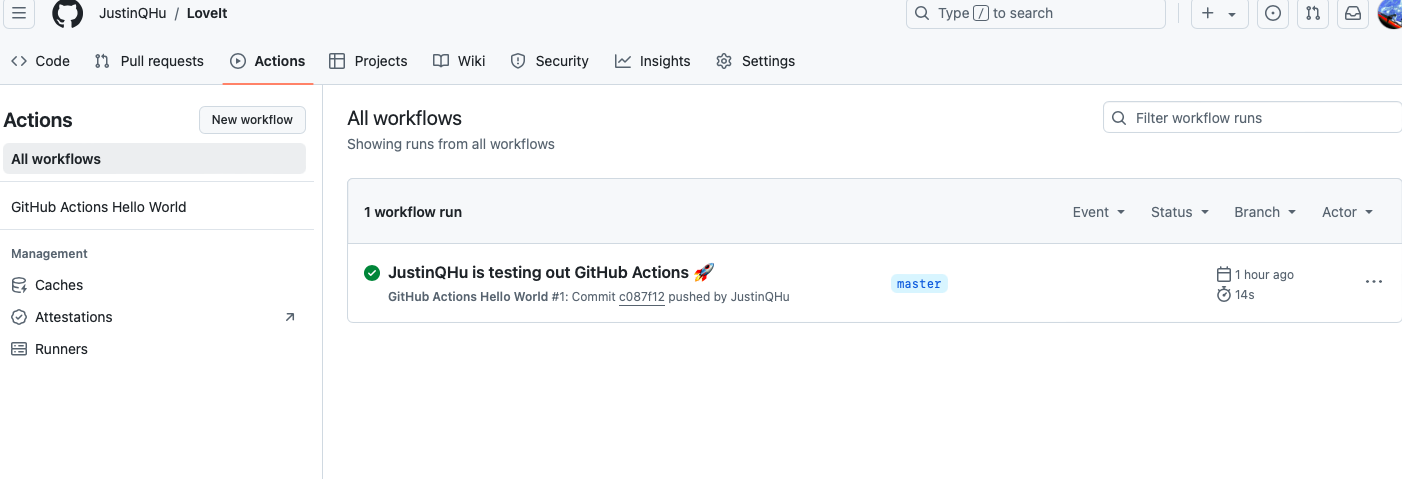 JustinQHu / LoveIt
Type / to search
Code Pull requests Actions Projects Wiki Security Insights Settings
Actions
New workflow
All workflows
GitHub Actions Hello World
Management
Caches
Attestations
Runners
All workflows
Showing runs from all workflows
Filter workflow runs
1 workflow run
Event Status Branch Actor
JustinQHu is testing out GitHub Actions 🚀
GitHub Actions Hello World #1: Commit c087f12 pushed by JustinQHu
master
1 hour ago
14s